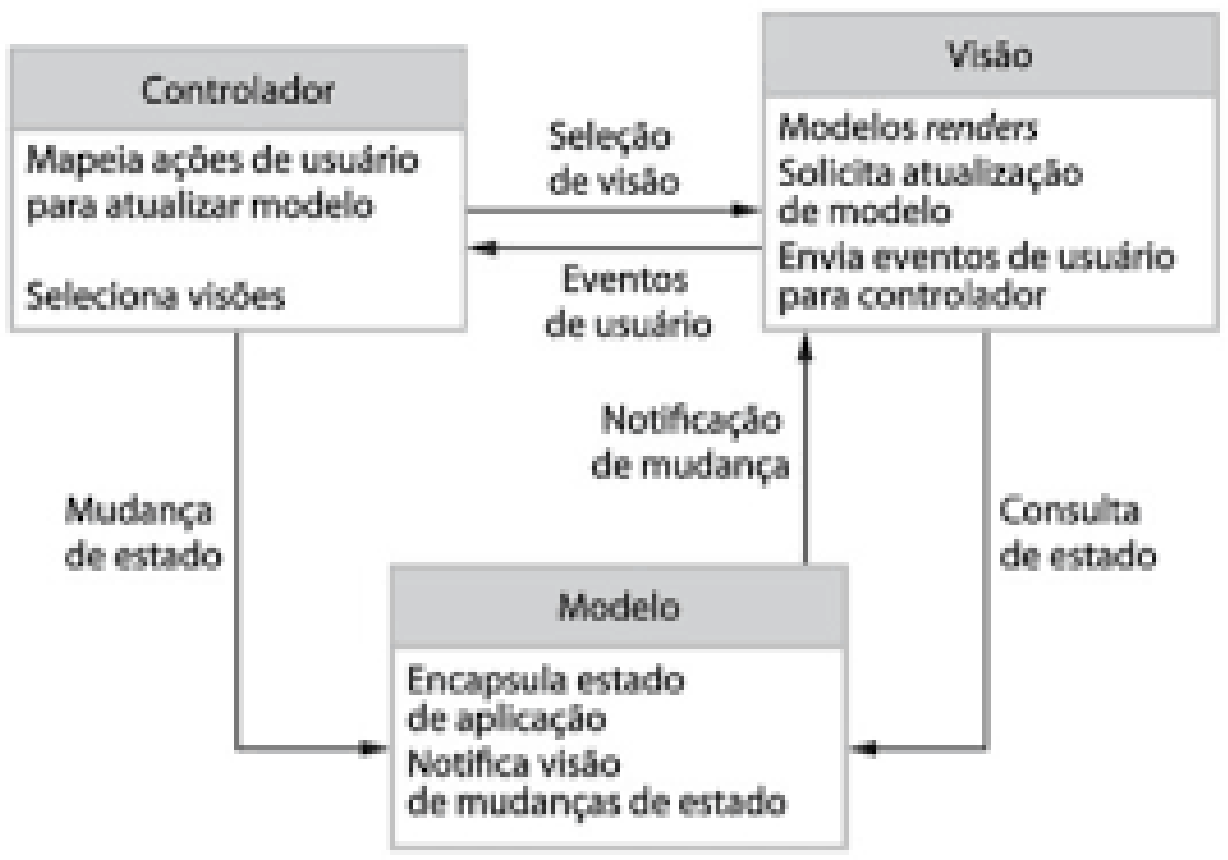 Controlador
Mapeia ações de usuário
para atualizar modelo
Seleciona visões
Seleção
de visão
Eventos
de usuário
Visão
Modelos renders
Solicita atualização
de modelo
Envia eventos de usuário
para controlador
Notificação
de mudança
Mudança
de estado
Consulta
de estado
Modelo
Encapsula estado
de aplicação
Notifica visão
de mudanças de estado